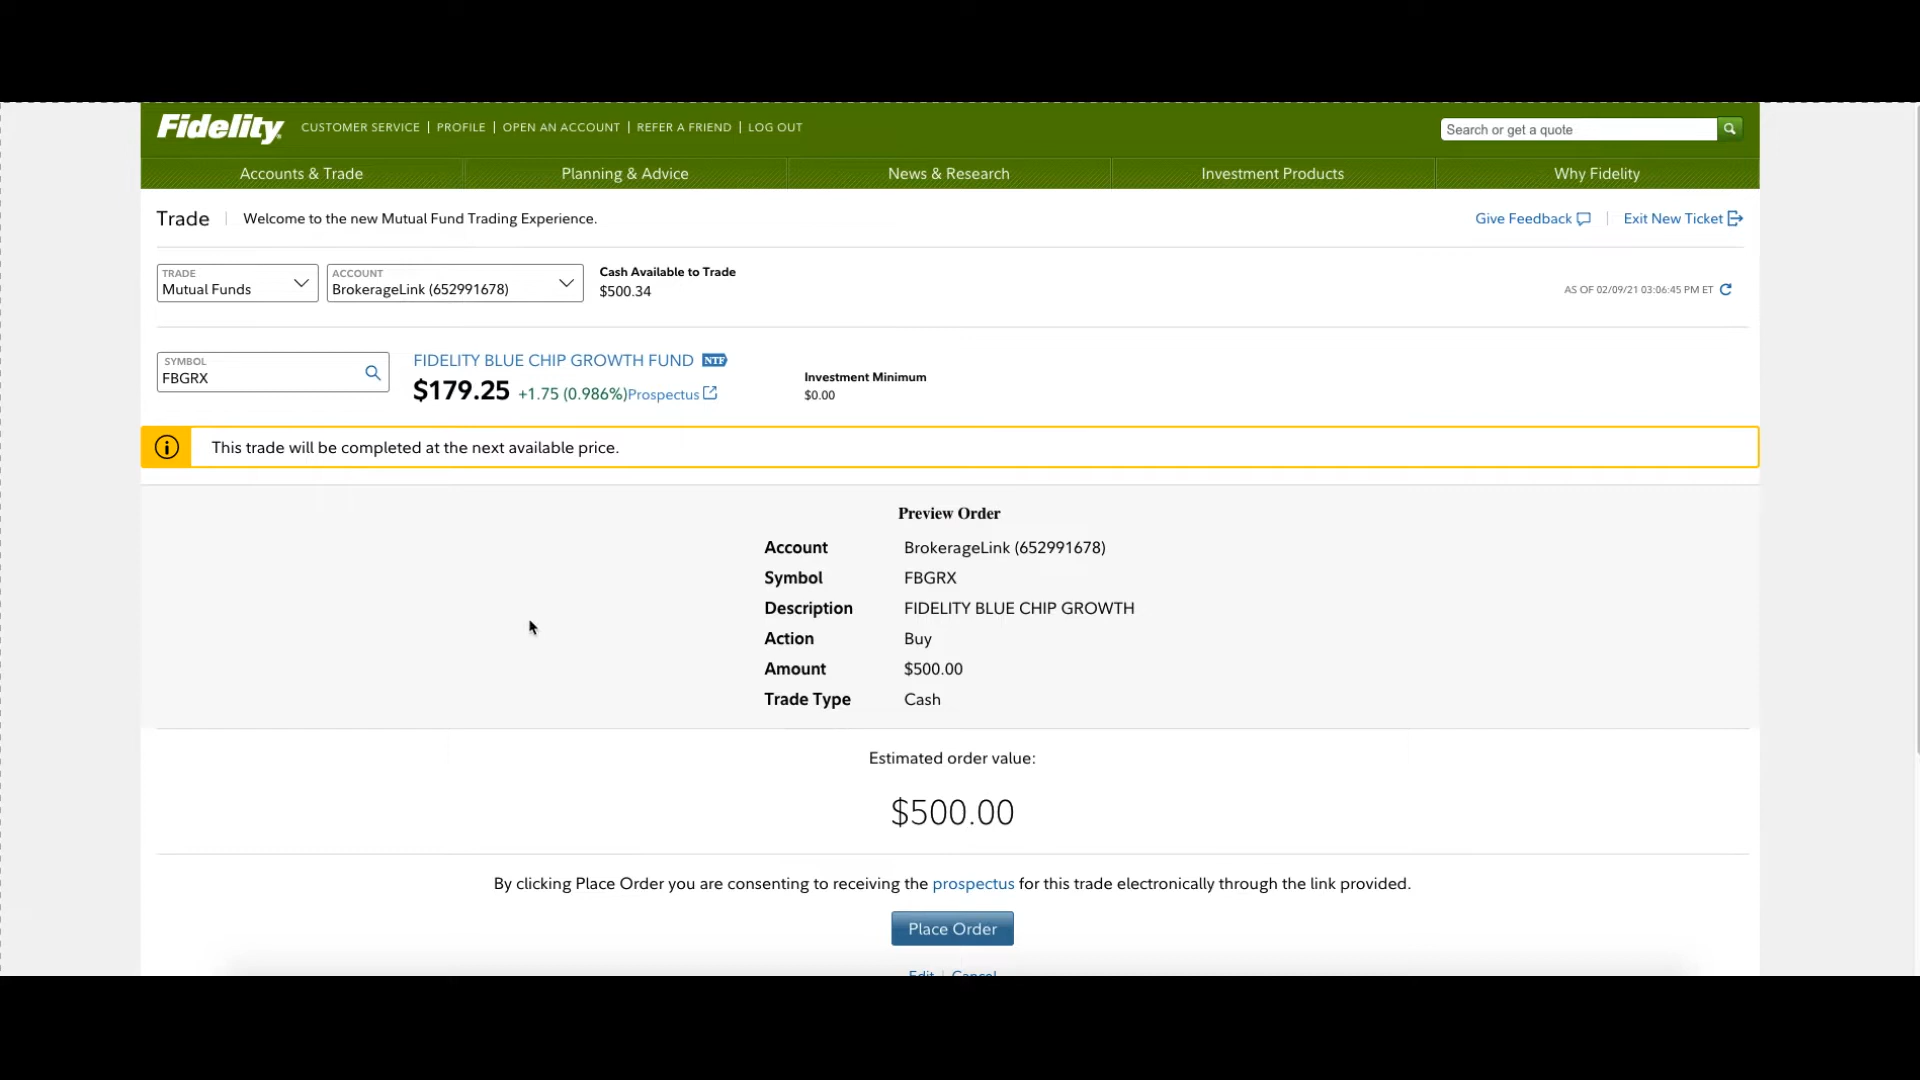 Fidelity
CUSTOMER SERVICE | PROFILE | OPEN AN ACCOUNT | REFER A FRIEND | LOG OUT
Search or get a quote
Accounts & Trade
Planning & Advice
News & Research
Investment Products
Why Fidelity
Trade | Welcome to the new Mutual Fund Trading Experience.
Give Feedback | Exit New Ticket
TRADE
Mutual Funds
ACCOUNT
BrokerageLink (652991678)
Cash Available to Trade
$500.34
AS OF 02/09/21 03:06:45 PM ET
SYMBOL
FBGRX
FIDELITY BLUE CHIP GROWTH FUND NTF
$179.25 +1.75 (0.986%)Prospectus
Investment Minimum
$0.00
This trade will be completed at the next available price.
Preview Order
Account BrokerageLink (652991678)
Symbol FBGRX
Description FIDELITY BLUE CHIP GROWTH
Action Buy
Amount $500.00
Trade Type Cash
Estimated order value:
$500.00
By clicking Place Order you are consenting to receiving the prospectus for this trade electronically through the link provided.
Place Order
Edit | Cancel